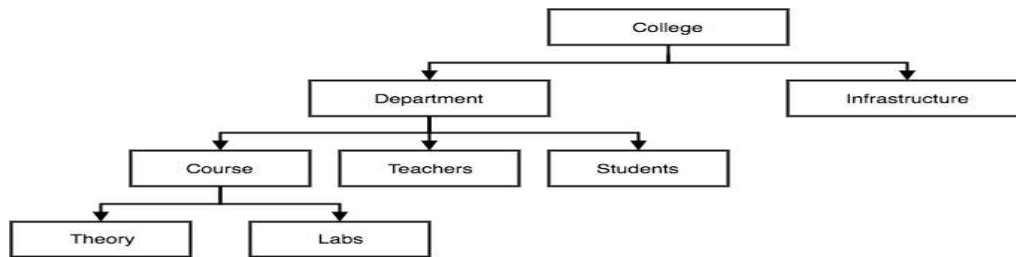 College
Department
Infrastructure
Course
Teachers
Students
Theory
Labs